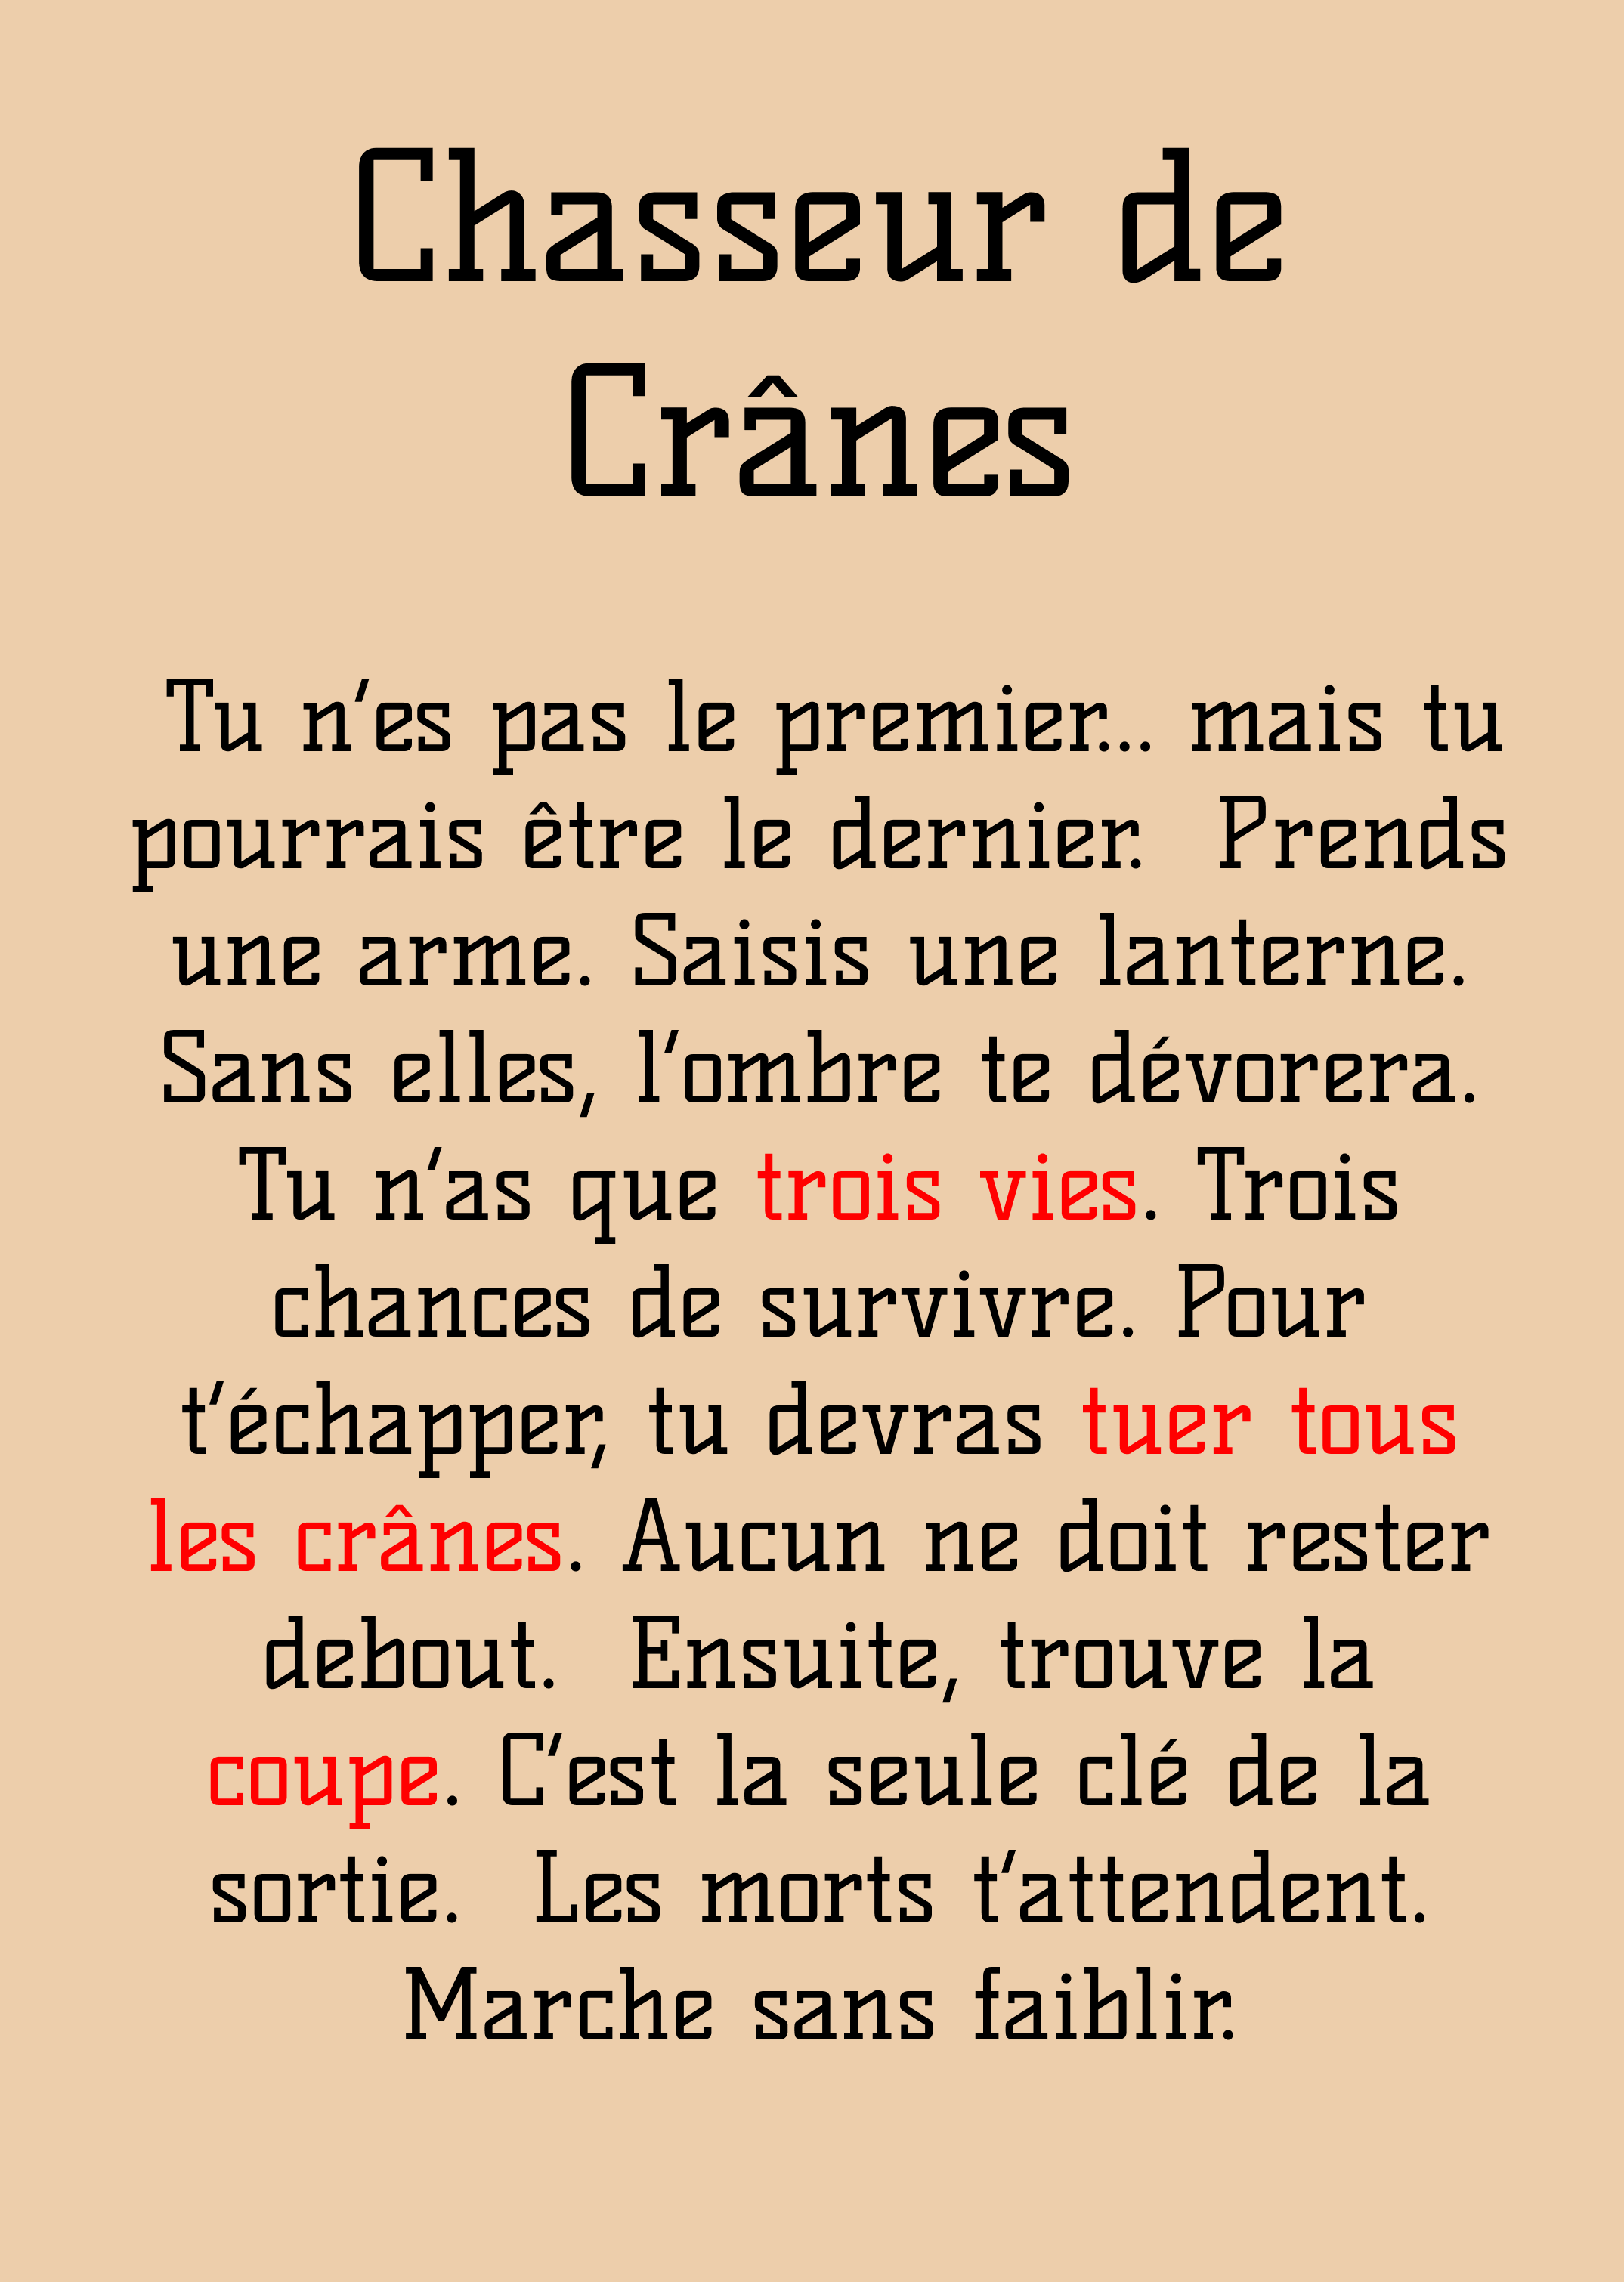 Chasseur de
Crânes
Tu n'es pas le premier... mais tu
pourrais être le dernier.  Prends
une arme. Saisis une lanterne.
Sans elles, l'ombre te dévorera.
Tu n'as que trois vies. Trois
chances de survivre. Pour
t'échapper, tu devras tuer tous
les crânes. Aucun ne doit rester
debout.  Ensuite, trouve la
coupe. C'est la seule clé de la
sortie.  Les morts t'attendent.
Marche sans faiblir.